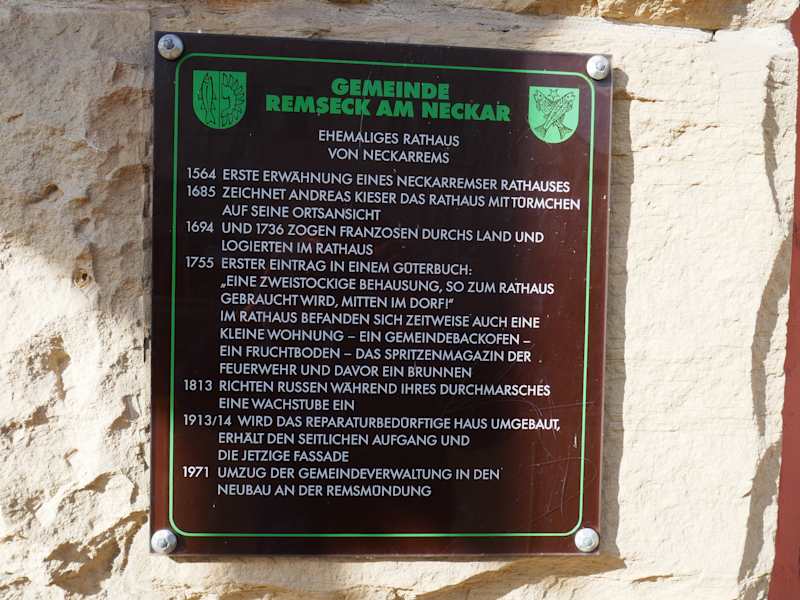 GEMEINDE
REMSECK AM NECKAR
EHEMALIGES RATHAUS
VON NECKARREMS
1564 ERSTE ERWÄHNUNG EINES NECKARREMSER RATHAUSES
1685 ZEICHNET ANDREAS KIESER DAS RATHAUS MIT TÜRMCHEN
AUF SEINE ORTSANSICHT
1694 UND 1736 ZOGEN FRANZOSEN DURCHS LAND UND
LOGIERTEN IM RATHAUS
1755 ERSTER EINTRAG IN EINEM GÜTERBUCH:
„EINE ZWEISTOCKIGE BEHAUSUNG, SO ZUM RATHAUS
GEBRAUCHT WIRD, MITTEN IM DORF!“
IM RATHAUS BEFANDEN SICH ZEITWEISE AUCH EINE
KLEINE WOHNUNG – EIN GEMEINDEBACKOFEN –
EIN FRUCHTBODEN – DAS SPRITZENMAGAZIN DER
FEUERWEHR UND DAVOR EIN BRUNNEN
1813 RICHTEN RUSSEN WÄHREND IHRES DURCHMARSCHES
EINE WACHSTUBE EIN
1913/14 WIRD DAS REPARATURBEDÜRFTIGE HAUS UMGEBAUT,
ERHÄLT DEN SEITLICHEN AUFGANG UND
DIE JETZIGE FASSADE
1971 UMZUG DER GEMEINDEVERWALTUNG IN DEN
NEUBAU AN DER REMSMÜNDUNG